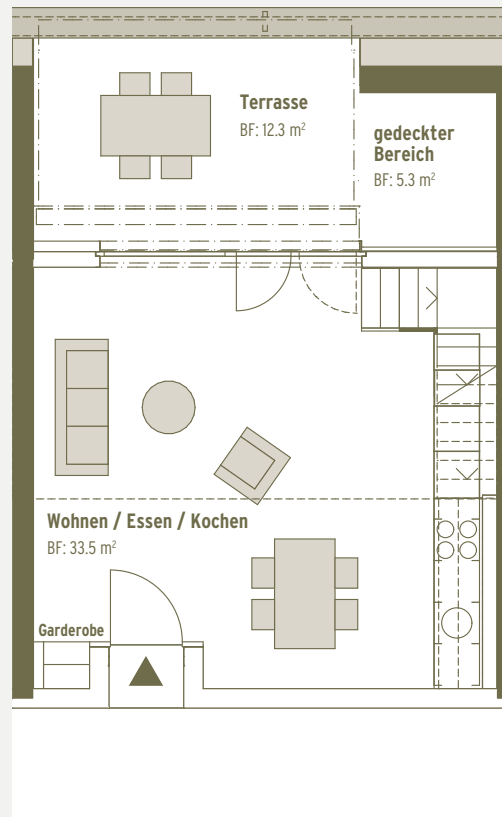 Terrasse
BF: 12.3 m²
gedeckter
Bereich
BF: 5.3 m²
Wohnen / Essen / Kochen
BF: 33.5 m²
Garderobe